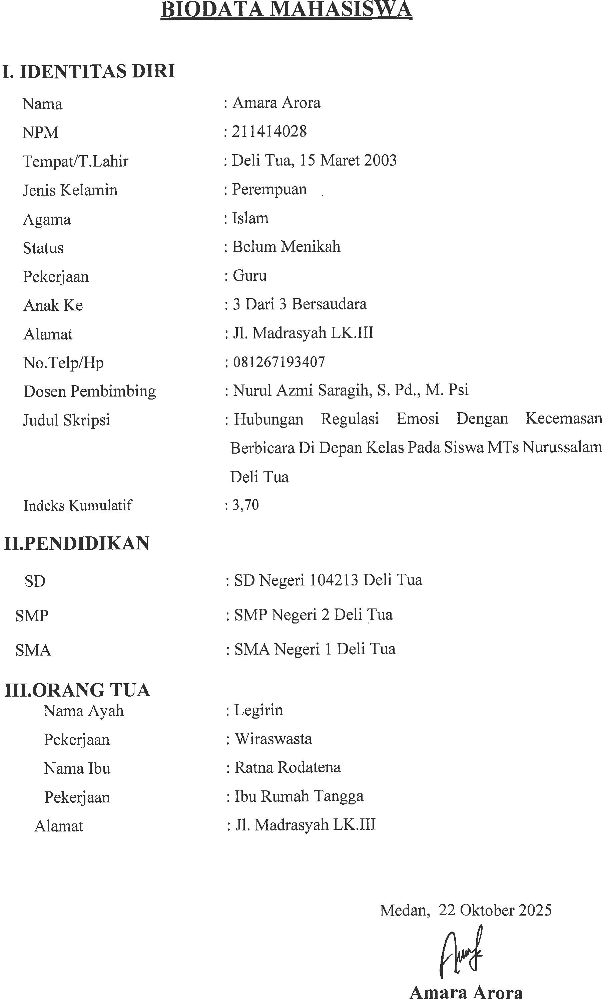 BIODATA MAHASISWA
I. IDENTITAS DIRI
Nama : Amara Arora
NPM : 211414028
Tempat/T.Lahir : Deli Tua, 15 Maret 2003
Jenis Kelamin : Perempuan
Agama : Islam
Status : Belum Menikah
Pekerjaan : Guru
Anak Ke : 3 Dari 3 Bersaudara
Alamat : Jl. Madrasyah LK.III
No.Telp/Hp : 081267193407
Dosen Pembimbing : Nurul Azmi Saragih, S. Pd., M. Psi
Judul Skripsi : Hubungan Regulasi Emosi Dengan Kecemasan
Berbicara Di Depan Kelas Pada Siswa MTs Nurussalam
Deli Tua
Indeks Kumulatif : 3,70
II.PENDIDIKAN
SD : SD Negeri 104213 Deli Tua
SMP : SMP Negeri 2 Deli Tua
SMA : SMA Negeri 1 Deli Tua
III.ORANG TUA
Nama Ayah : Legirin
Pekerjaan : Wiraswasta
Nama Ibu : Ratna Rodatena
Pekerjaan : Ibu Rumah Tangga
Alamat : Jl. Madrasyah LK.III
Medan, 22 Oktober 2025
Amara Arora